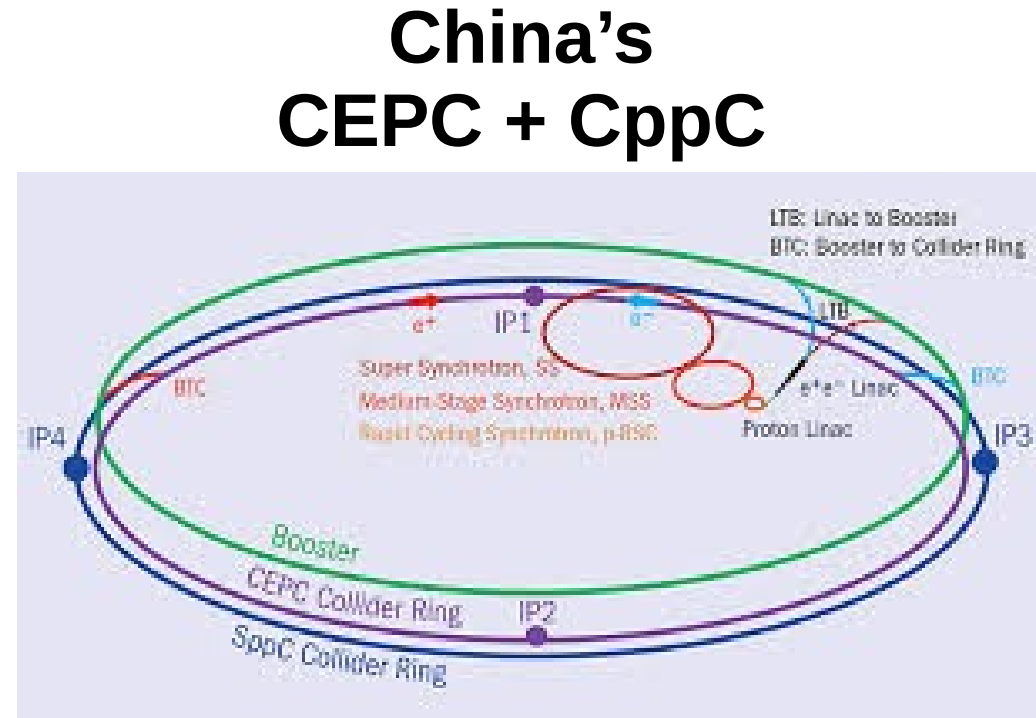 China’s
CEPC + CppC
LTB: Linac to Booster
BTC: Booster to Collider Ring
LTB
e+
IP1
e-
Super Synchrotron, SS
BTC
BTC
Medium-Stage Synchrotron, MSS
e+e- Linac
Rapid Cycling Synchrotron, p-RSC
Proton Linac
IP4
IP3
Booster
CEPC Collider Ring
IP2
SppC Collider Ring